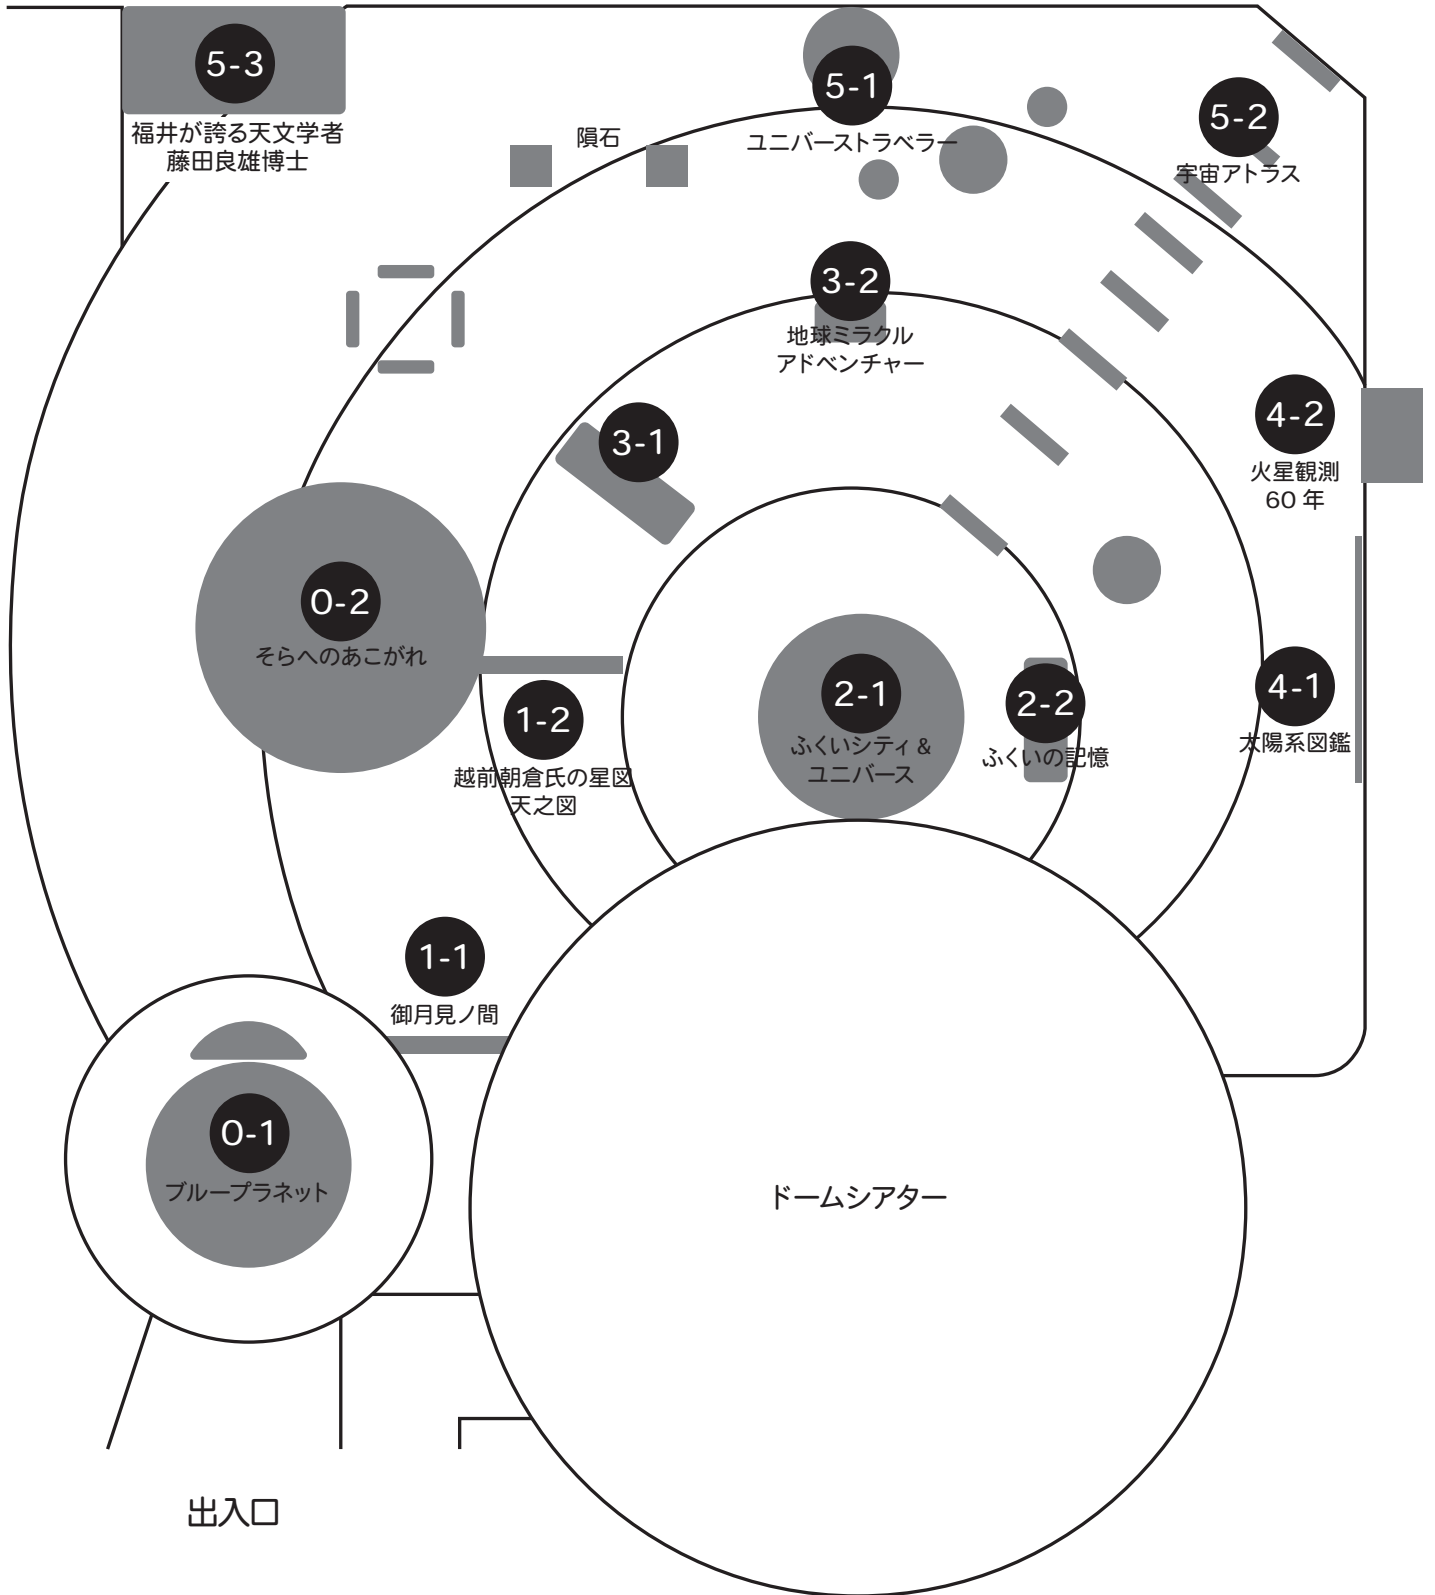 5-3
福井が誇る天文学者
藤田良雄博士
隕石
5-1
ユニバーストラベラー
5-2
宇宙アトラス
3-2
地球ミラクル
アドベンチャー
3-1
4-2
火星観測
60 年
0-2
そらへのあこがれ
1-2
越前朝倉氏の星図
天之図
2-1
ふくいシティ &
ユニバース
2-2
ふくいの記憶
4-1
太陽系図鑑
1-1
御月見ノ間
0-1
ブループラネット
ドームシアター
出入口